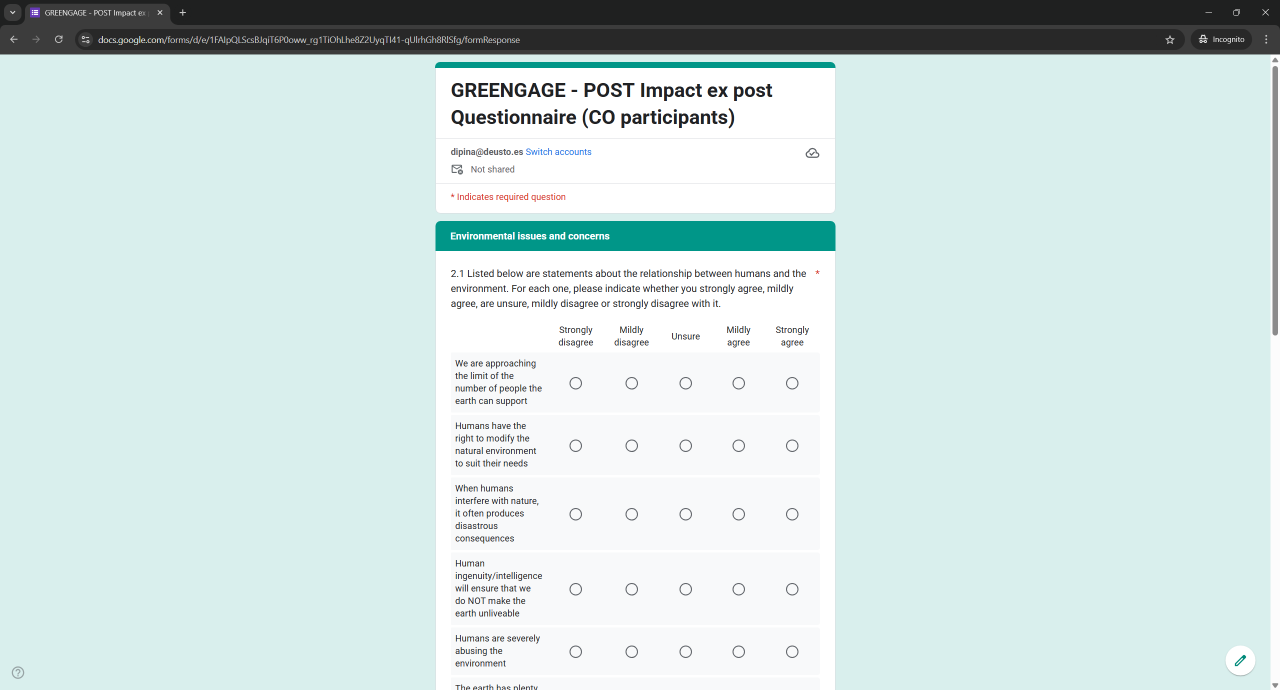 GREENGAGE - POST Impact ex
docs.google.com/forms/d/e/1FAIpQLScsBJqiT6P0oww_rg1TiOhLhe8Z2UyqTI41-qUlrhGh8RlSfg/formResponse
Incognito
GREENGAGE - POST Impact ex post
Questionnaire (CO participants)
dipina@deusto.es Switch accounts
Not shared
* Indicates required question
Environmental issues and concerns
2.1 Listed below are statements about the relationship between humans and the *
environment. For each one, please indicate whether you strongly agree, mildly
agree, are unsure, mildly disagree or strongly disagree with it.
Strongly disagree Mildly disagree Unsure Mildly agree Strongly agree
We are approaching
the limit of the
number of people the
earth can support
Humans have the
right to modify the
natural environment
to suit their needs
When humans
interfere with nature,
it often produces
disastrous
consequences
Human
ingenuity/intelligence
will ensure that we
do NOT make the
earth unliveable
Humans are severely
abusing the
environment
The earth has plenty